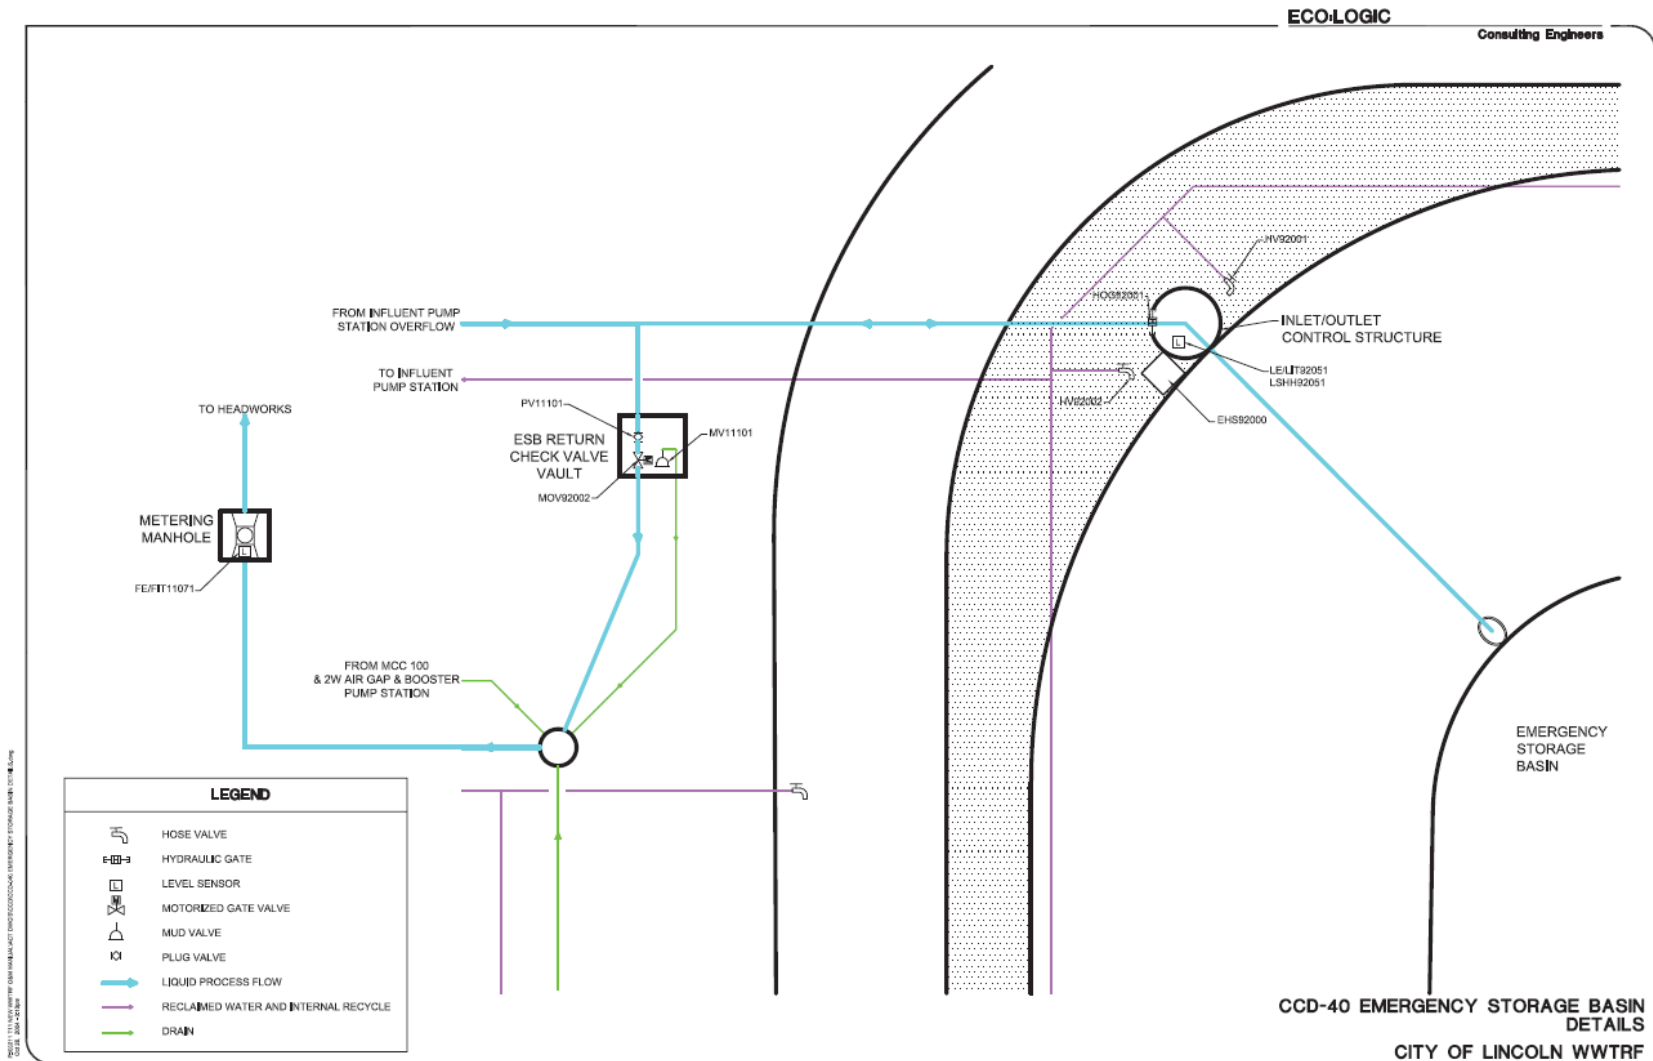 ECO:LOGIC
Consulting Engineers
HV92001
HOG92001
FROM INFLUENT PUMP
STATION OVERFLOW
INLET/OUTLET
CONTROL STRUCTURE
L
LE/LIT92051
LSHH92051
TO INFLUENT
PUMP STATION
HV92002
EHS92000
PV11101
TO HEADWORKS
MV11101
ESB RETURN
CHECK VALVE
VAULT
M
MOV92002
METERING
MANHOLE
L
FE/FIT11071
FROM MCC 100
& 2W AIR GAP & BOOSTER
PUMP STATION
EMERGENCY
STORAGE
BASIN
LEGEND
HOSE VALVE
H
HYDRAULIC GATE
L
LEVEL SENSOR
M
MOTORIZED GATE VALVE
MUD VALVE
PLUG VALVE
LIQUID PROCESS FLOW
RECLAIMED WATER AND INTERNAL RECYCLE
DRAIN
CCD-40 EMERGENCY STORAGE BASIN
DETAILS
CITY OF LINCOLN WWTRF